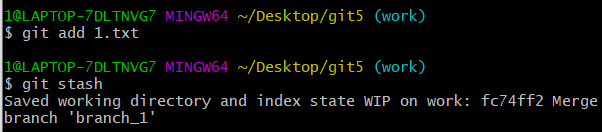 1@LAPTOP-7DLTNVG7 MINGW64 ~/Desktop/git5 (work)
$ git add 1.txt
1@LAPTOP-7DLTNVG7 MINGW64 ~/Desktop/git5 (work)
$ git stash
Saved working directory and index state WIP on work: fc74ff2 Merge
branch 'branch_1'